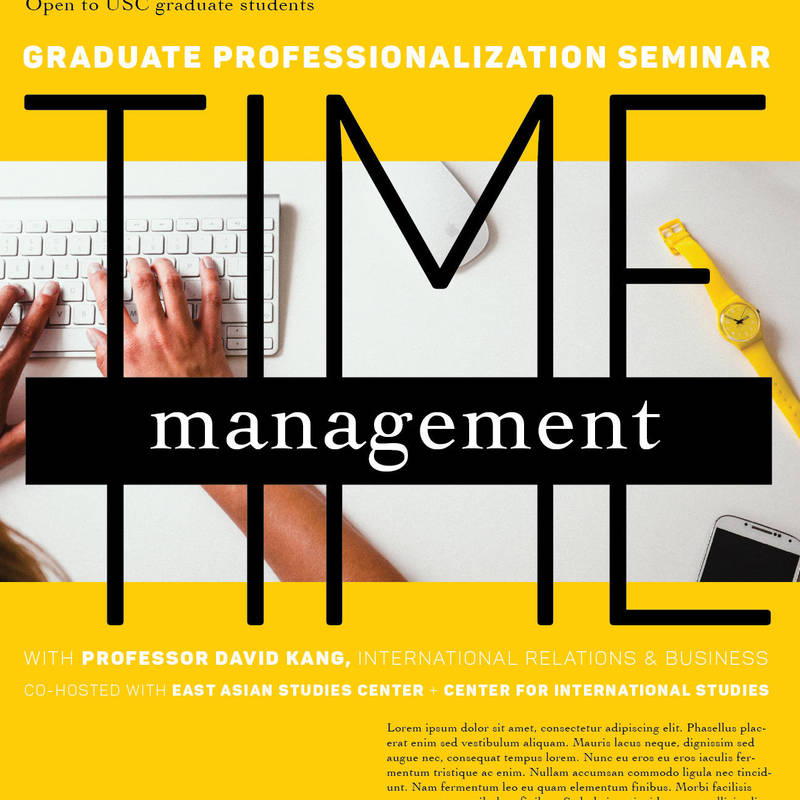 Open to USC graduate students
GRADUATE PROFESSIONALIZATION SEMINAR
TIME
management
WITH PROFESSOR DAVID KANG, INTERNATIONAL RELATIONS & BUSINESS
CO-HOSTED WITH EAST ASIAN STUDIES CENTER + CENTER FOR INTERNATIONAL STUDIES
Lorem ipsum dolor sit amet, consectetur adipiscing elit. Phasellus plac-
erat enim sed vestibulum aliquam. Mauris lacus neque, dignissim sed
augue nec, consequat tempus lorem. Nunc eu eros eu eros iaculis fer-
mentum tristique ac enim. Nullam accumsan commodo ligula nec tincid-
unt. Nam fermentum leo eu quam elementum finibus. Morbi facilisis